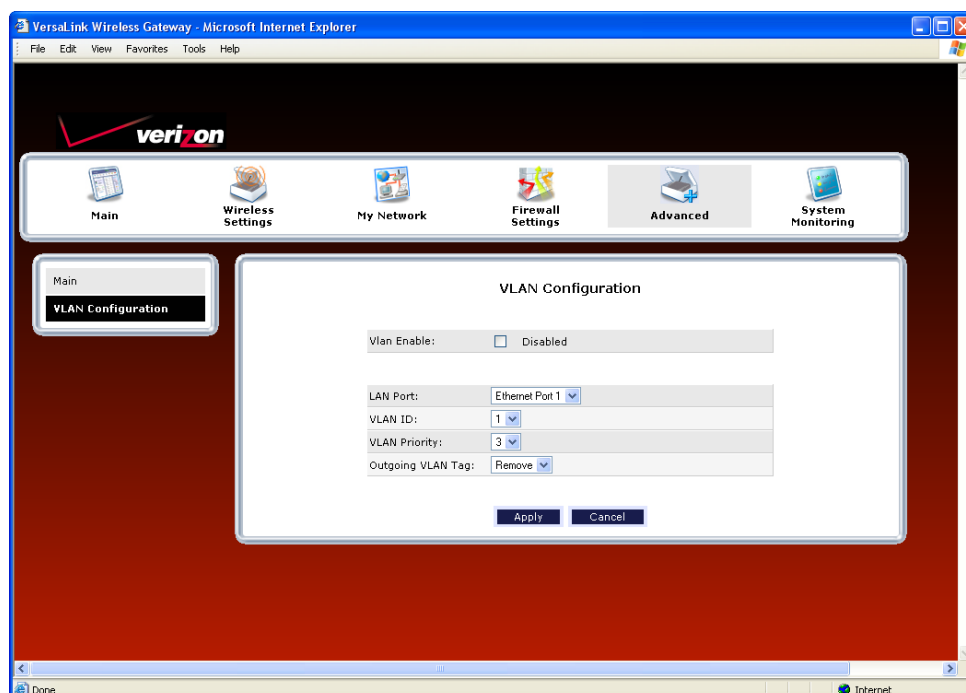 VersaLink Wireless Gateway - Microsoft Internet Explorer
File Edit View Favorites Tools Help
verizon
Main
Wireless Settings
My Network
Firewall Settings
Advanced
System Monitoring
Main
VLAN Configuration
VLAN Configuration
Vlan Enable: Disabled
LAN Port: Ethernet Port 1
VLAN ID: 1
VLAN Priority: 3
Outgoing VLAN Tag: Remove
Apply Cancel
Done Internet